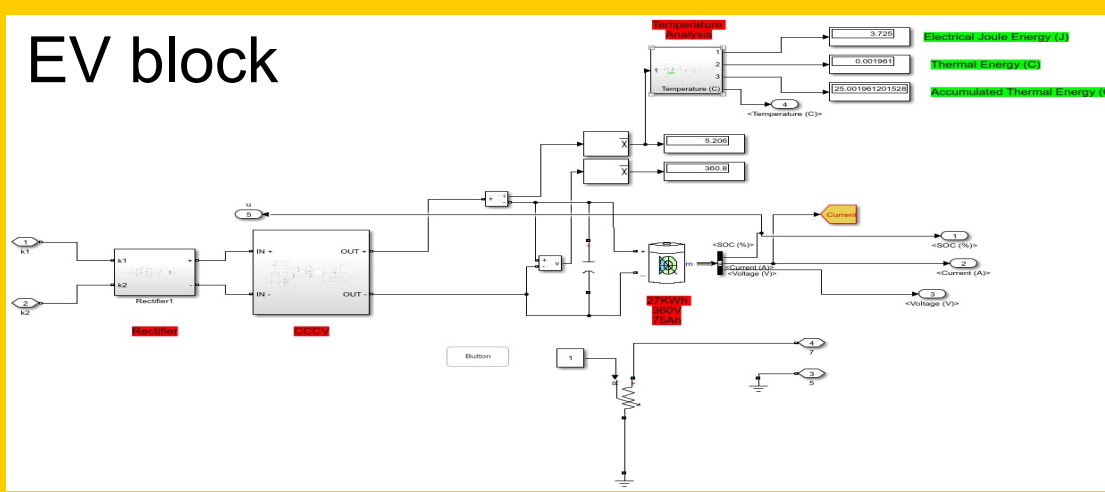 EV block
Temperature
Analysis
1
1
2
3
Temperature (C)
3.725
Electrical Joule Energy (J)
0.001961
Thermal Energy (C)
25.001961201528
Accumulated Thermal Energy (
4
<Temperature (C)>
X
5.206
X
360.8
u
5
+
-
Current
1
k1
2
k2
k1
k2
+
-
Rectifier1
Rectifier
IN +
IN -
OUT +
OUT -
CCCV
+
-
v
+
-
m
27KWh
360V
75Ah
<SOC (%)>
<Current (A)>
<Voltage (V)>
1
<SOC (%)>
2
<Current (A)>
3
<Voltage (V)>
Button
1
4
7
3
5